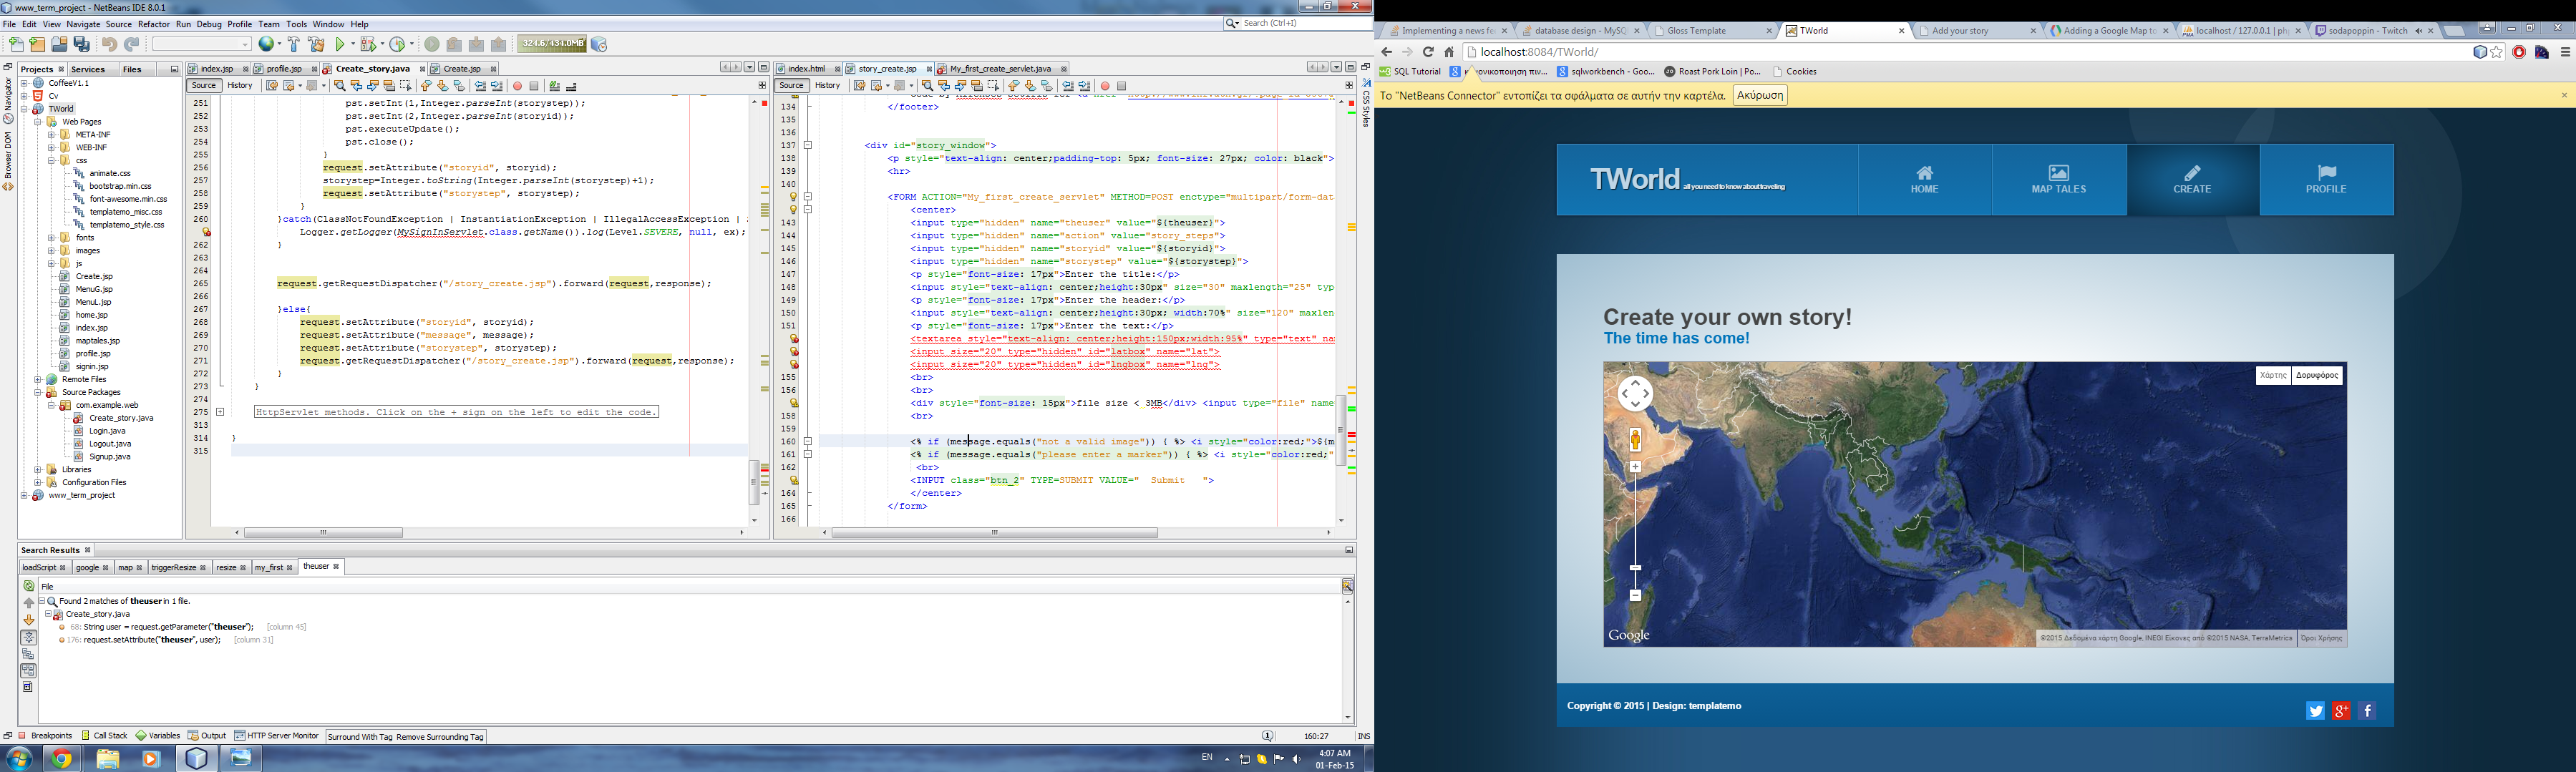 www_term_project - NetBeans IDE 8.0.1
File Edit View Navigate Source Refactor Run Debug Profile Team Tools Window Help
Search (Ctrl+I)
324.6/434.0MB
Projects Services Files
Navigator
Browser DOM
CoffeeV1.1
Cv
TWorld
Web Pages
META-INF
WEB-INF
css
animate.css
bootstrap.min.css
font-awesome.min.css
templatemo_misc.css
templatemo_style.css
fonts
images
js
Create.jsp
MenuG.jsp
MenuL.jsp
home.jsp
index.jsp
maptales.jsp
profile.jsp
signin.jsp
Remote Files
Source Packages
com.example.web
Create_story.java
Login.java
Logout.java
Signup.java
Libraries
Configuration Files
www_term_project
index.jsp profile.jsp Create_story.java Create.jsp
Source History
251 pst.setInt(1,Integer.parseInt(storystep));
252 pst.setInt(2,Integer.parseInt(storyid));
253 pst.executeUpdate();
254 pst.close();
255 }
256 request.setAttribute("storyid", storyid);
257 storystep=Integer.toString(Integer.parseInt(storystep)+1);
258 request.setAttribute("storystep", storystep);
259 }
260 }catch(ClassNotFoundException | InstantiationException | IllegalAccessException |
Logger.getLogger(MySignInServlet.class.getName()).log(Level.SEVERE, null, ex);
262 }
263
264
265 request.getRequestDispatcher("/story_create.jsp").forward(request,response);
266
267 }else{
268 request.setAttribute("storyid", storyid);
269 request.setAttribute("message", message);
270 request.setAttribute("storystep", storystep);
271 request.getRequestDispatcher("/story_create.jsp").forward(request,response);
272 }
273 }
274
275 HttpServlet methods. Click on the + sign on the left to edit the code.
313
314 }
315
index.html story_create.jsp My_first_create_servlet.java
Source History
CSS Styles
134 </footer>
135
136
137 <div id="story_window">
138 <p style="text-align: center;padding-top: 5px; font-size: 27px; color: black">
139 <hr>
140
<FORM ACTION="My_first_create_servlet" METHOD=POST enctype="multipart/form-dat
<center>
143 <input type="hidden" name="theuser" value="${theuser}">
144 <input type="hidden" name="action" value="story_steps">
145 <input type="hidden" name="storyid" value="${storyid}">
146 <input type="hidden" name="storystep" value="${storystep}">
147 <p style="font-size: 17px">Enter the title:</p>
148 <input style="text-align: center;height:30px" size="30" maxlength="25" typ
149 <p style="font-size: 17px">Enter the header:</p>
150 <input style="text-align: center;height:30px; width:70%" size="120" maxlen
151 <p style="font-size: 17px">Enter the text:</p>
<textarea style="text-align: center;height:150px;width:95%" type="text" na
<input size="20" type="hidden" id="latbox" name="lat">
<input size="20" type="hidden" id="lngbox" name="lng">
155 <br>
156 <br>
<div style="font-size: 15px">file size < 3MB</div> <input type="file" name
158 <br>
159
160 <% if (message.equals("not a valid image")) { %> <i style="color:red;">${m
161 <% if (message.equals("please enter a marker")) { %> <i style="color:red;"
162 <br>
<INPUT class="btn_2" TYPE=SUBMIT VALUE=" Submit ">
164 </center>
165 </form>
166
Search Results
loadScript google map triggerResize resize my_first theuser
File
Found 2 matches of theuser in 1 file.
Create_story.java
68: String user = request.getParameter("theuser"); [column 45]
176: request.setAttribute("theuser", user); [column 31]
Breakpoints Call Stack Variables Output HTTP Server Monitor Surround With Tag Remove Surrounding Tag
160:27 INS
EN 4:07 AM
01-Feb-15
Implementing a news fe database design - MySQ Gloss Template TWorld Add your story Adding a Google Map to localhost / 127.0.0.1 | ph sodapoppin - Twitch
localhost:8084/TWorld/
SQL Tutorial κανονικοποιηση πιν... sqlworkbench - Goo... Roast Pork Loin | Po... Cookies
Το "NetBeans Connector" εντοπίζει τα σφάλματα σε αυτήν την καρτέλα. Ακύρωση
TWorld all you need to know about traveling
HOME
MAP TALES
CREATE
PROFILE
Create your own story!
The time has come!
Χάρτης Δορυφόρος
Google
©2015 Δεδομένα χάρτη Google, INEGI Εικόνες από ©2015 NASA, TerraMetrics Όροι Χρήσης
Copyright © 2015 | Design: templatemo